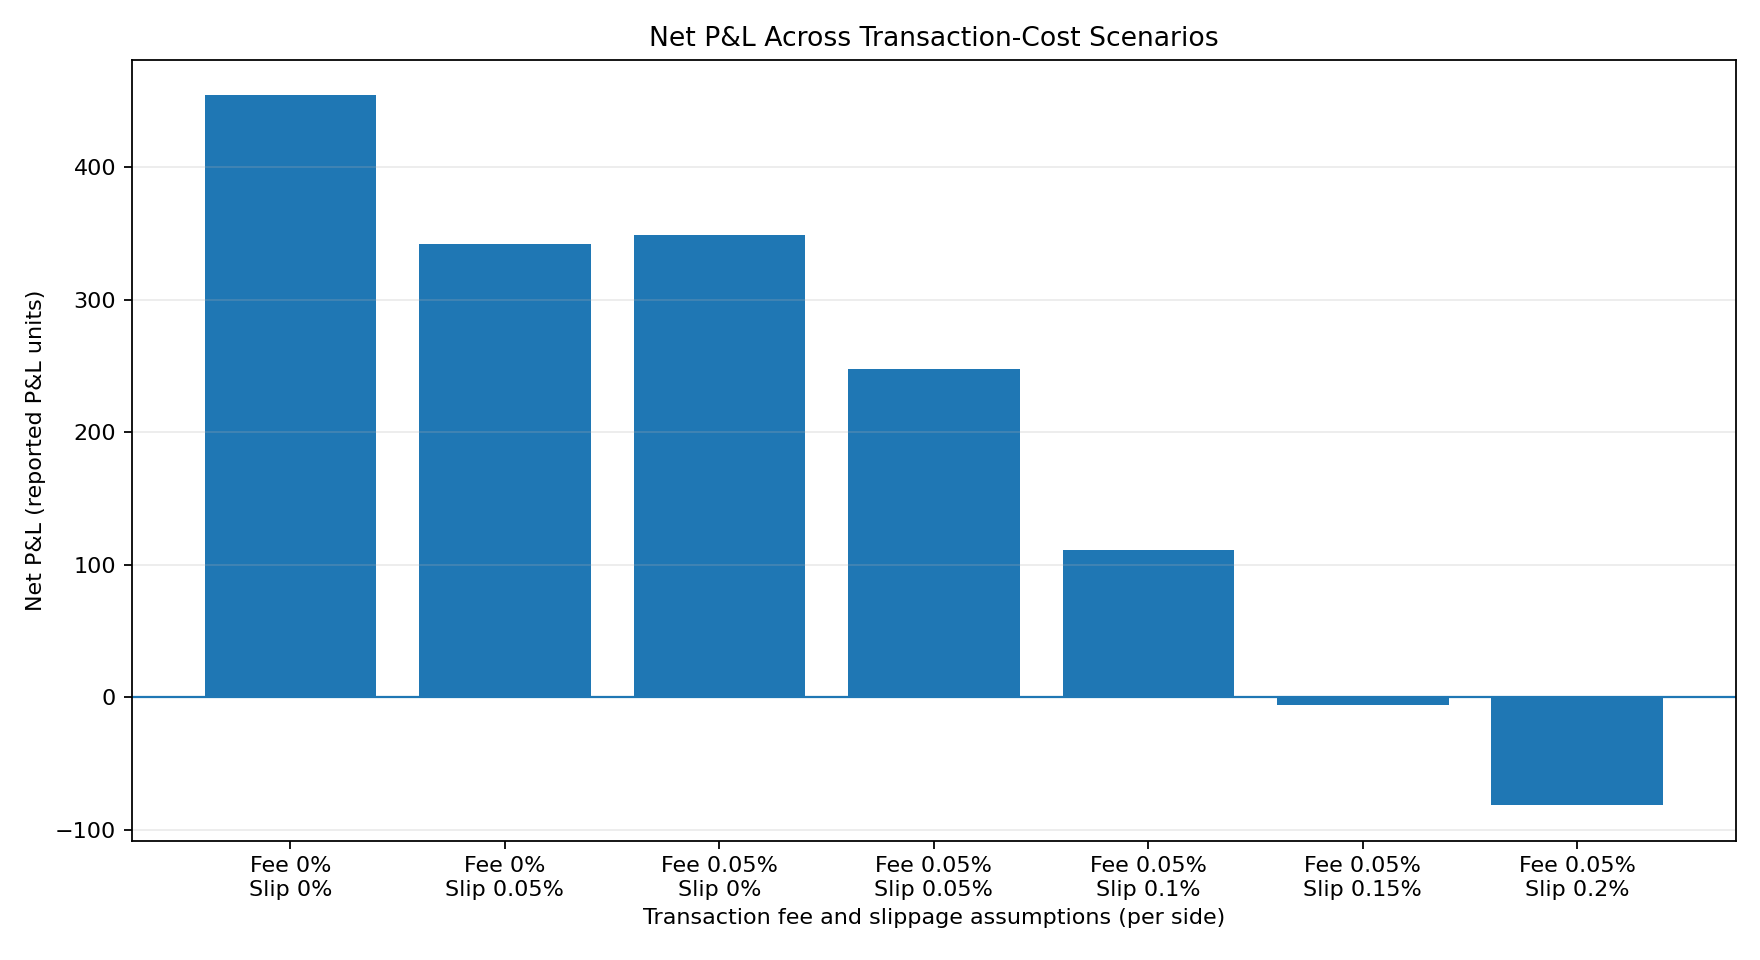 Net P&L Across Transaction-Cost Scenarios
Net P&L (reported P&L units)
400
300
200
100
0
−100
Fee 0%
Slip 0%
Fee 0%
Slip 0.05%
Fee 0.05%
Slip 0%
Fee 0.05%
Slip 0.05%
Fee 0.05%
Slip 0.1%
Fee 0.05%
Slip 0.15%
Fee 0.05%
Slip 0.2%
Transaction fee and slippage assumptions (per side)